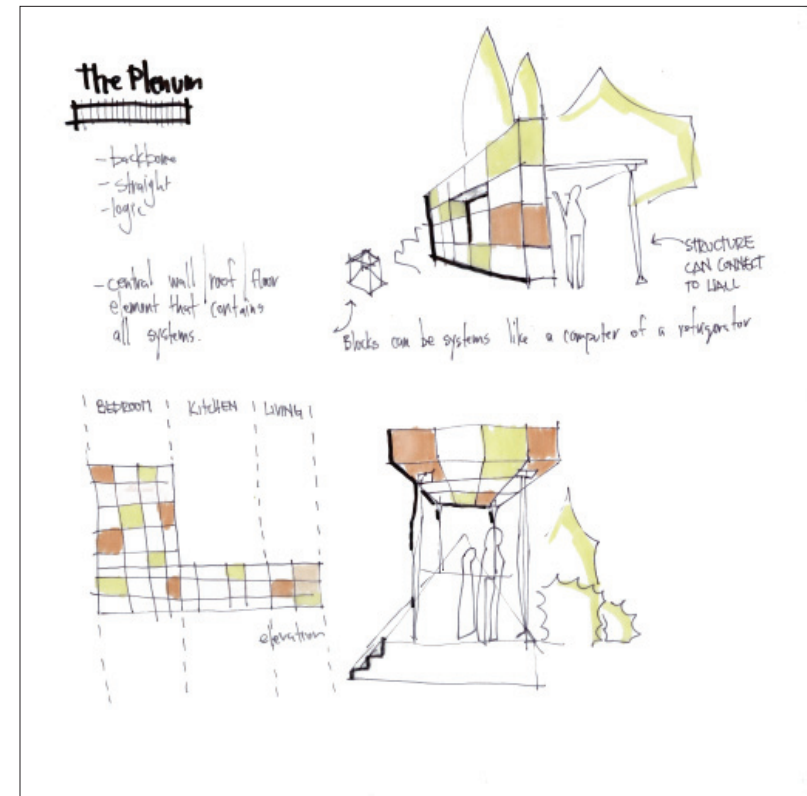 The Plenum
- backbone
- straight
- logic
- central wall | roof | floor
element that contains
all systems.
STRUCTURE
CAN CONNECT
TO WALL
Blocks can be systems like a computer of a refrigerator
BEDROOM KITCHEN LIVING
elevation